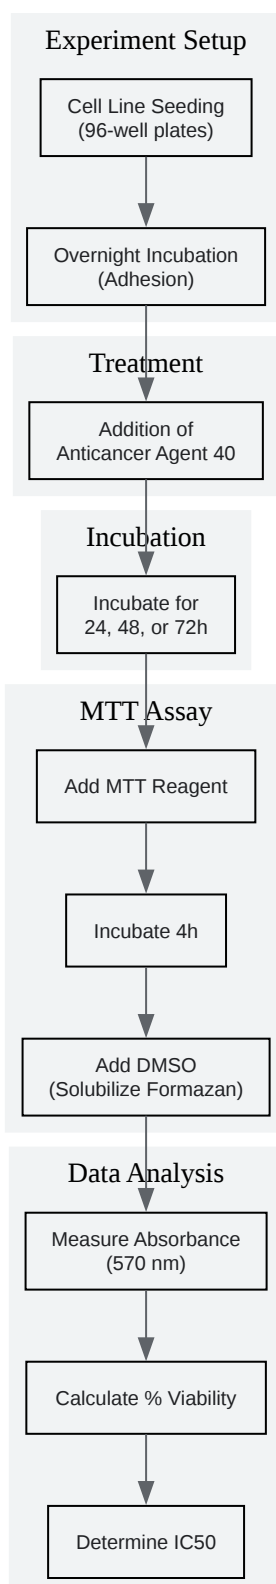 Experiment Setup
Cell Line Seeding
(96-well plates)
Overnight Incubation
(Adhesion)
Treatment
Addition of
Anticancer Agent 40
Incubation
Incubate for
24, 48, or 72h
MTT Assay
Add MTT Reagent
Incubate 4h
Add DMSO
(Solubilize Formazan)
Data Analysis
Measure Absorbance
(570 nm)
Calculate % Viability
Determine IC50